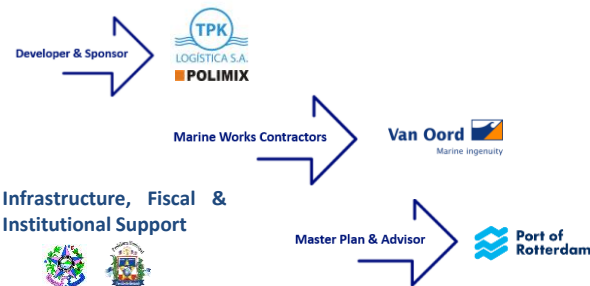 Developer & Sponsor
TPK
LOGÍSTICA S.A.
POLIMIX
Marine Works Contractors
Van Oord
Marine ingenuity
Infrastructure, Fiscal &
Institutional Support
Master Plan & Advisor
Port of
Rotterdam